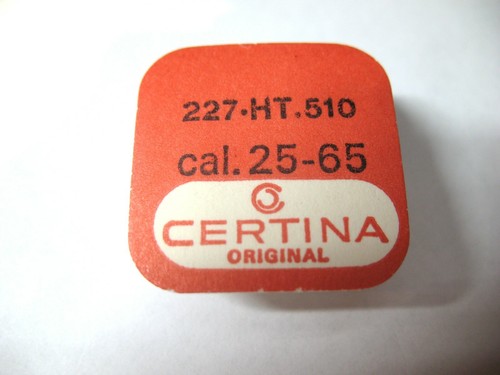 227·HT.510
cal. 25-65
CERTINA
ORIGINAL